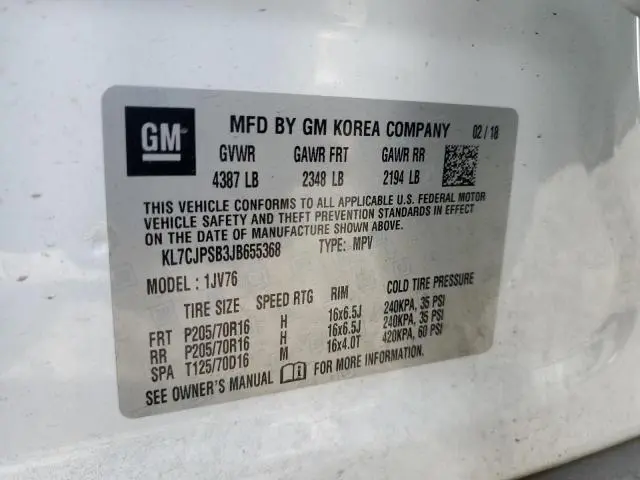 GM MFD BY GM KOREA COMPANY 02 / 18
GVWR GAWR FRT GAWR RR
4387 LB 2348 LB 2194 LB
THIS VEHICLE CONFORMS TO ALL APPLICABLE U.S. FEDERAL MOTOR
VEHICLE SAFETY AND THEFT PREVENTION STANDARDS IN EFFECT
ON THE DATE OF MANUFACTURE SHOWN ABOVE.
KL7CJPSB3JB655368 TYPE: MPV
MODEL : 1JV76
TIRE SIZE SPEED RTG RIM COLD TIRE PRESSURE
FRT P205/70R16 H 16x6.5J 240KPA, 35 PSI
RR P205/70R16 H 16x6.5J 240KPA, 35 PSI
SPA T125/70D16 M 16x4.0T 420KPA, 60 PSI
SEE OWNER'S MANUAL FOR MORE INFORMATION.